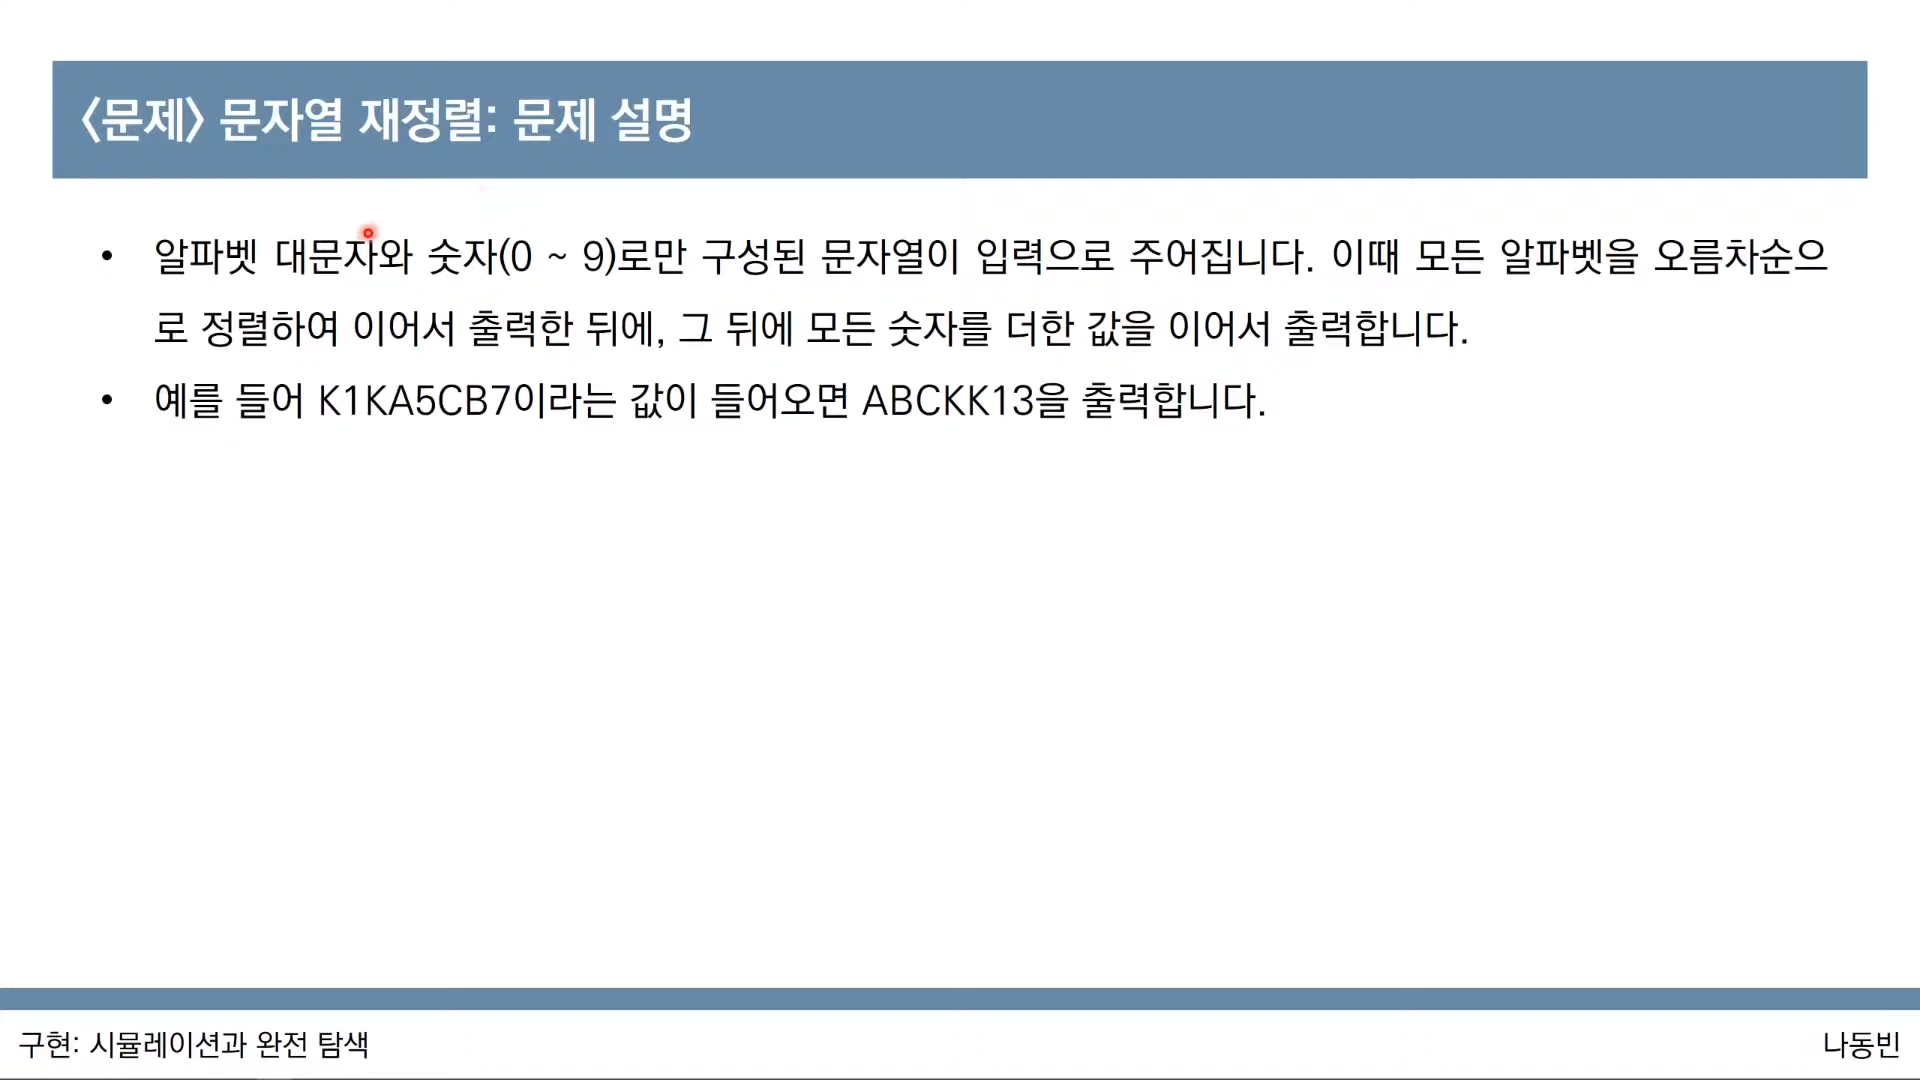 <문제> 문자열 재정렬: 문제 설명
• 알파벳 대문자와 숫자(0 ~ 9)로만 구성된 문자열이 입력으로 주어집니다. 이때 모든 알파벳을 오름차순으
로 정렬하여 이어서 출력한 뒤에, 그 뒤에 모든 숫자를 더한 값을 이어서 출력합니다.
• 예를 들어 K1KA5CB7이라는 값이 들어오면 ABCKK13을 출력합니다.
구현: 시뮬레이션과 완전 탐색
나동빈